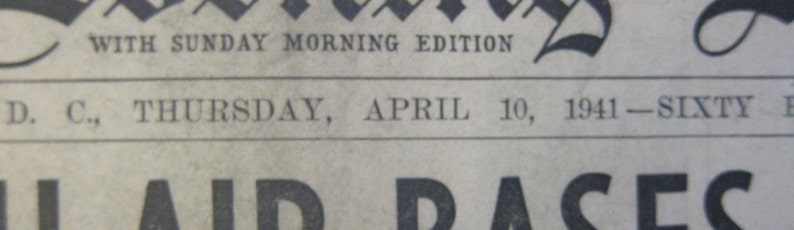 WITH SUNDAY MORNING EDITION
D. C., THURSDAY, APRIL 10, 1941—SIXTY
AIR BASES